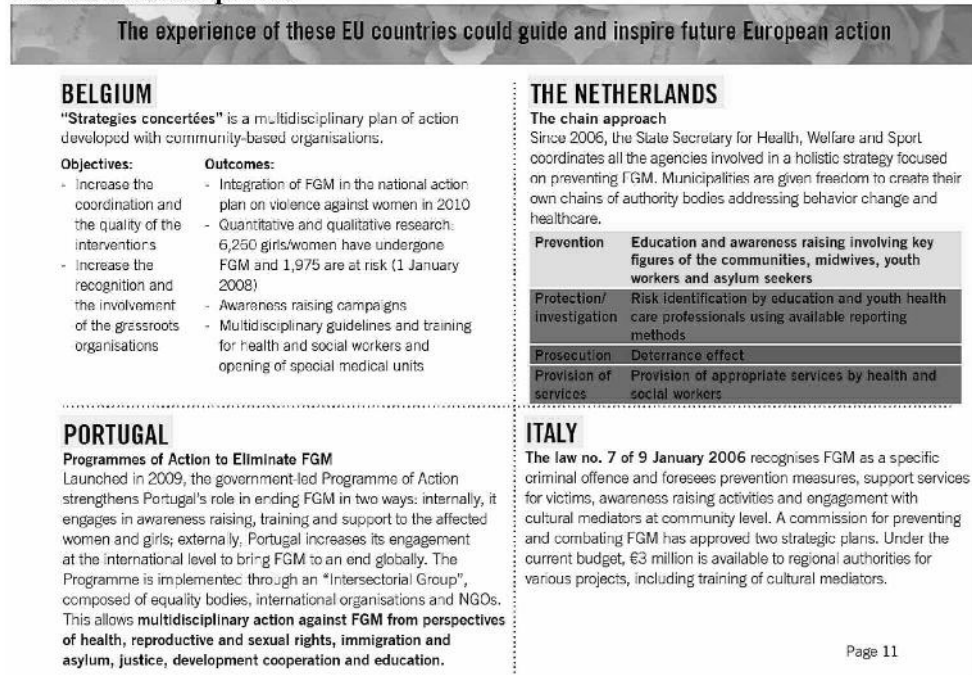 The experience of these EU countries could guide and inspire future European action
BELGIUM
"Strategies concertées" is a multidisciplinary plan of action
developed with community-based organisations.
Objectives:
- Increase the
coordination and
the quality of the
interventions
- Increase the
recognition and
the involvement
of the grassroots
organisations
Outcomes:
- Integration of FGM in the national action
plan on violence against women in 2010
- Quantitative and qualitative research:
6,250 girls/women have undergone
FGM and 1,975 are at risk (1 January
2008)
- Awareness raising campaigns
- Multidisciplinary guidelines and training
for health and social workers and
opening of special medical units
THE NETHERLANDS
The chain approach
Since 2006, the State Secretary for Health, Welfare and Sport
coordinates all the agencies involved in a holistic strategy focused
on preventing FGM. Municipalities are given freedom to create their
own chains of authority bodies addressing behavior change and
healthcare.
Prevention Education and awareness raising involving key
figures of the communities, midwives, youth
workers and asylum seekers
Protection/ Risk identification by education and youth health
investigation care professionals using available reporting
methods
Prosecution Deterrance effect
Provision of Provision of appropriate services by health and
services social workers
PORTUGAL
Programmes of Action to Eliminate FGM
Launched in 2009, the government-led Programme of Action
strengthens Portugal's role in ending FGM in two ways: internally, it
engages in awareness raising, training and support to the affected
women and girls; externally, Portugal increases its engagement
at the international level to bring FGM to an end globally. The
Programme is implemented through an "Intersectorial Group",
composed of equality bodies, international organisations and NGOs.
This allows multidisciplinary action against FGM from perspectives
of health, reproductive and sexual rights, immigration and
asylum, justice, development cooperation and education.
ITALY
The law no. 7 of 9 January 2006 recognises FGM as a specific
criminal offence and foresees prevention measures, support services
for victims, awareness raising activities and engagement with
cultural mediators at community level. A commission for preventing
and combating FGM has approved two strategic plans. Under the
current budget, €3 million is available to regional authorities for
various projects, including training of cultural mediators.
Page 11